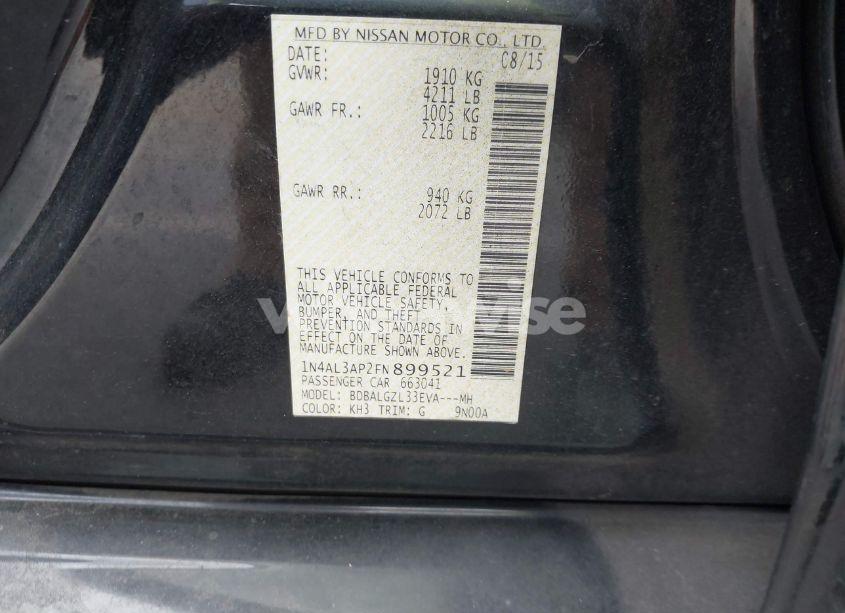 MFD BY NISSAN MOTOR CO., LTD.
DATE: 08/15
GVWR: 1910 KG
4211 LB
GAWR FR.: 1005 KG
2216 LB
GAWR RR.: 940 KG
2072 LB
THIS VEHICLE CONFORMS TO
ALL APPLICABLE FEDERAL
MOTOR VEHICLE SAFETY,
BUMPER, AND THEFT
PREVENTION STANDARDS IN
EFFECT ON THE DATE OF
MANUFACTURE SHOWN ABOVE.
1N4AL3AP2FN899521
PASSENGER CAR 663041
MODEL: BDBALGZL33EVA---MH
COLOR: KH3 TRIM: G 9N00A